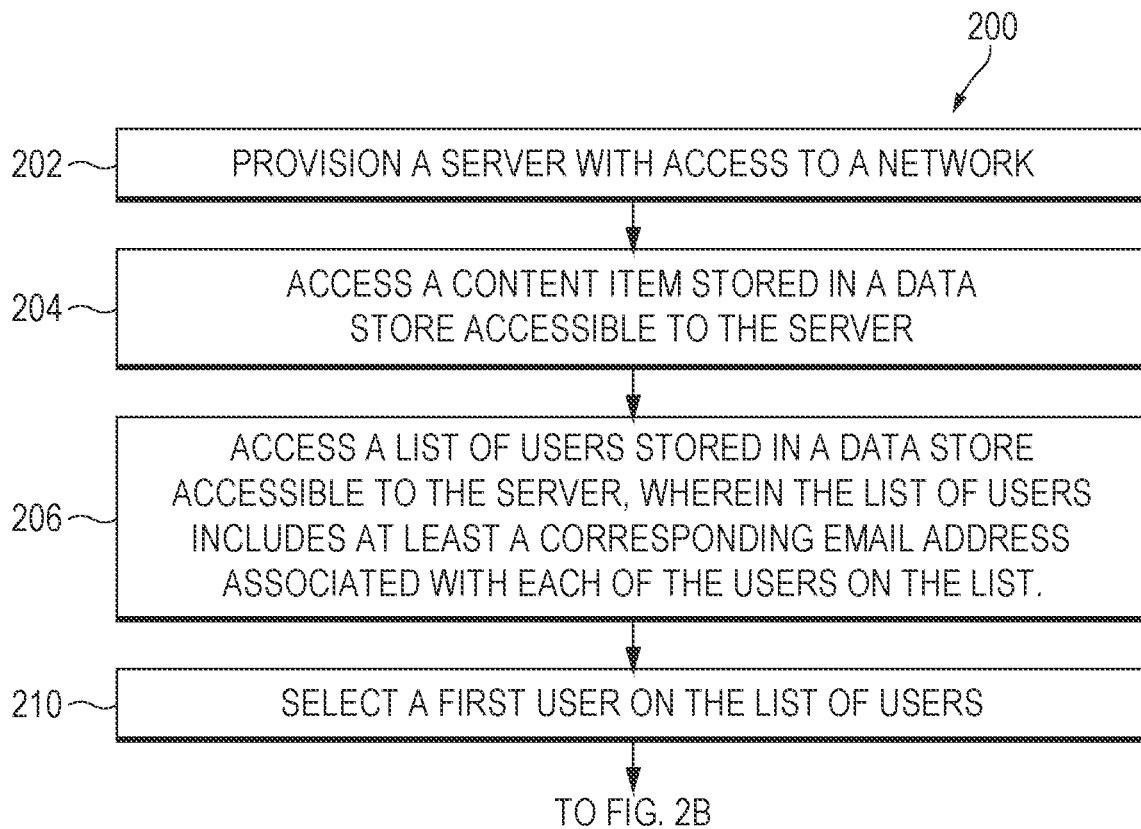 200
202
PROVISION A SERVER WITH ACCESS TO A NETWORK
204
ACCESS A CONTENT ITEM STORED IN A DATA
STORE ACCESSIBLE TO THE SERVER
206
ACCESS A LIST OF USERS STORED IN A DATA STORE
ACCESSIBLE TO THE SERVER, WHEREIN THE LIST OF USERS
INCLUDES AT LEAST A CORRESPONDING EMAIL ADDRESS
ASSOCIATED WITH EACH OF THE USERS ON THE LIST.
210
SELECT A FIRST USER ON THE LIST OF USERS
TO FIG. 2B